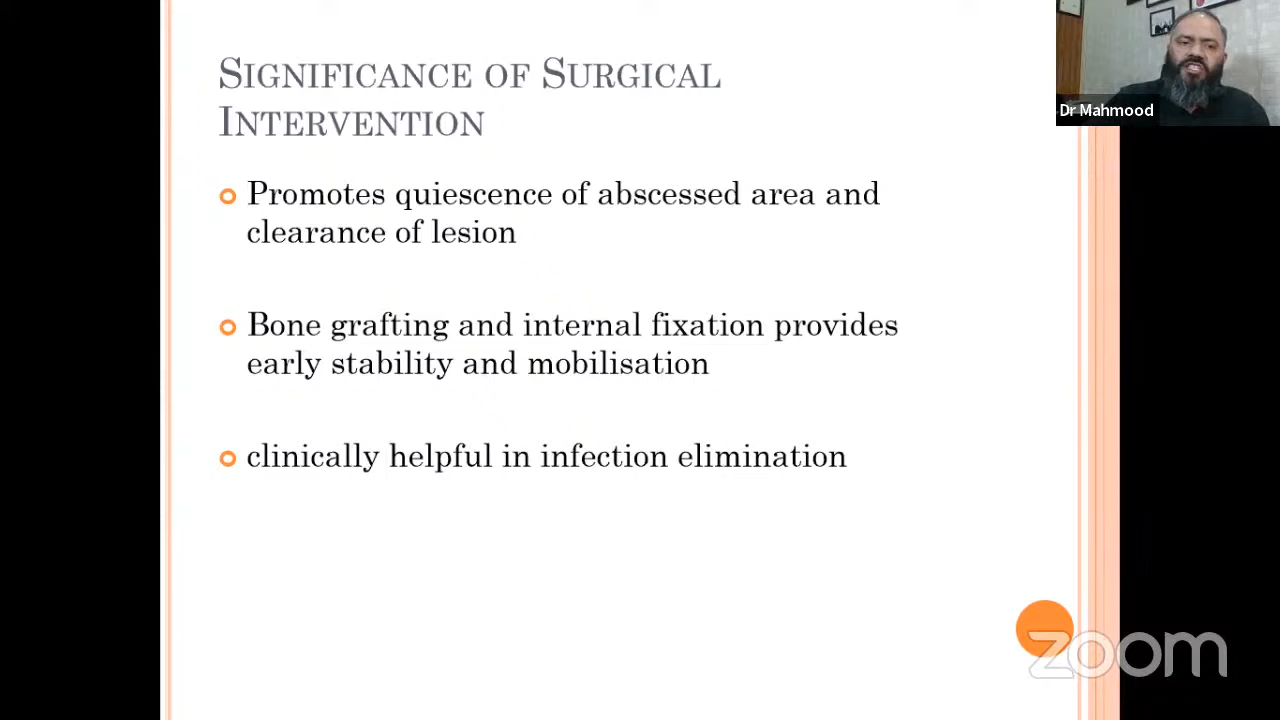 Significance of Surgical
Intervention
Promotes quiescence of abscessed area and
clearance of lesion
Bone grafting and internal fixation provides
early stability and mobilisation
clinically helpful in infection elimination
Dr Mahmood
zoom